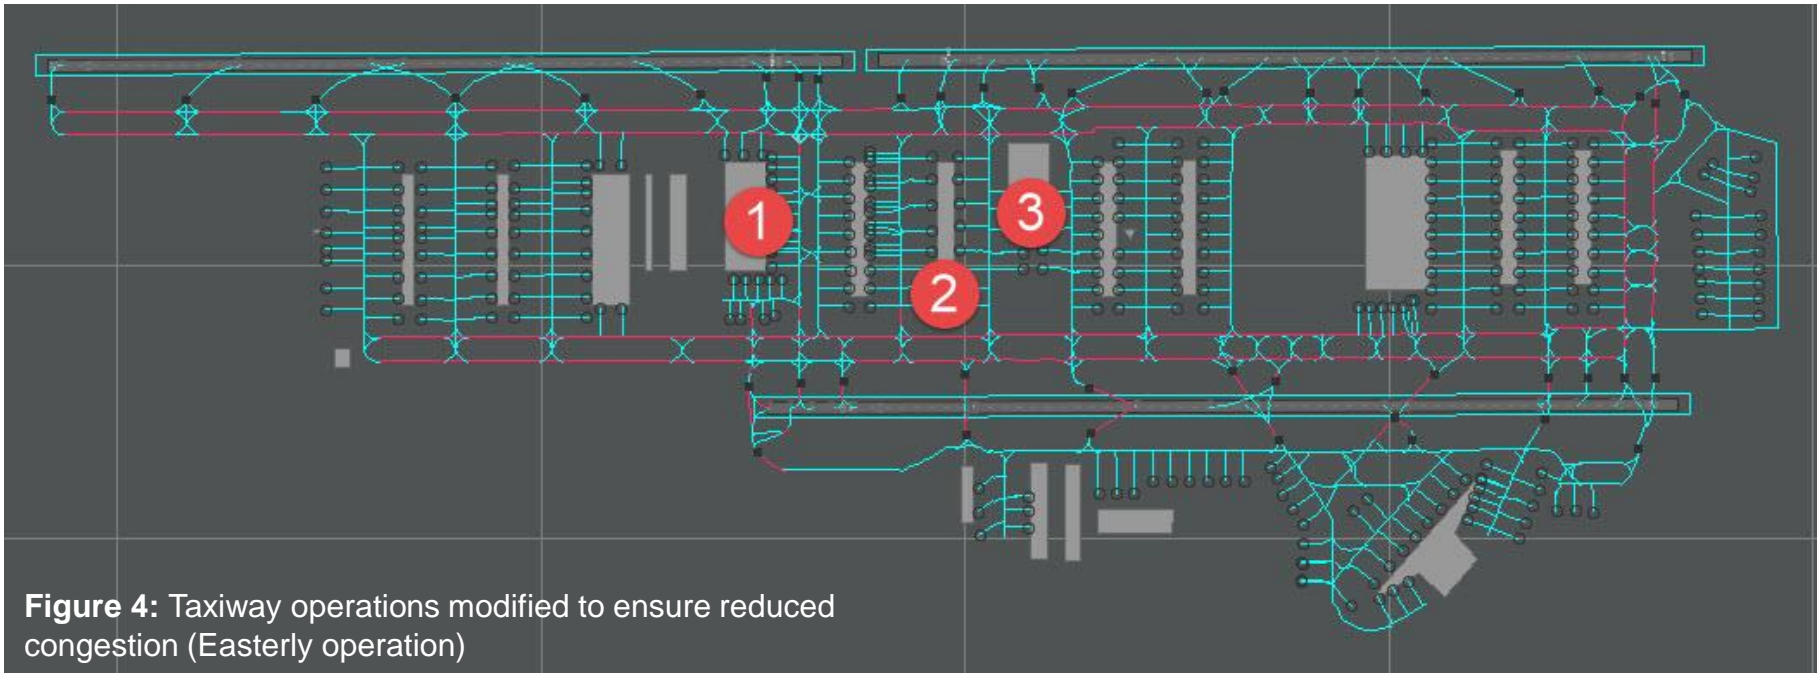 1
3
2
Figure 4: Taxiway operations modified to ensure reduced
congestion (Easterly operation)